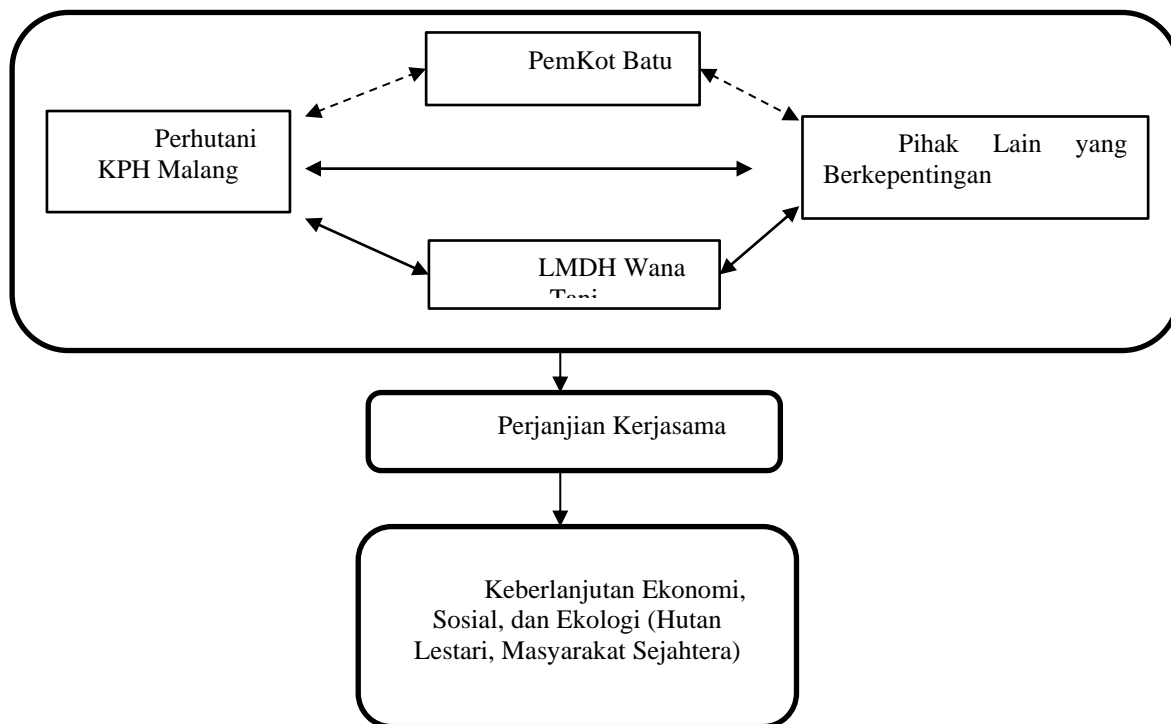 PemKot Batu
Perhutani
KPH Malang
Pihak Lain yang
Berkepentingan
LMDH Wana
Tani
Perjanjian Kerjasama
Keberlanjutan Ekonomi,
Sosial, dan Ekologi (Hutan
Lestari, Masyarakat Sejahtera)